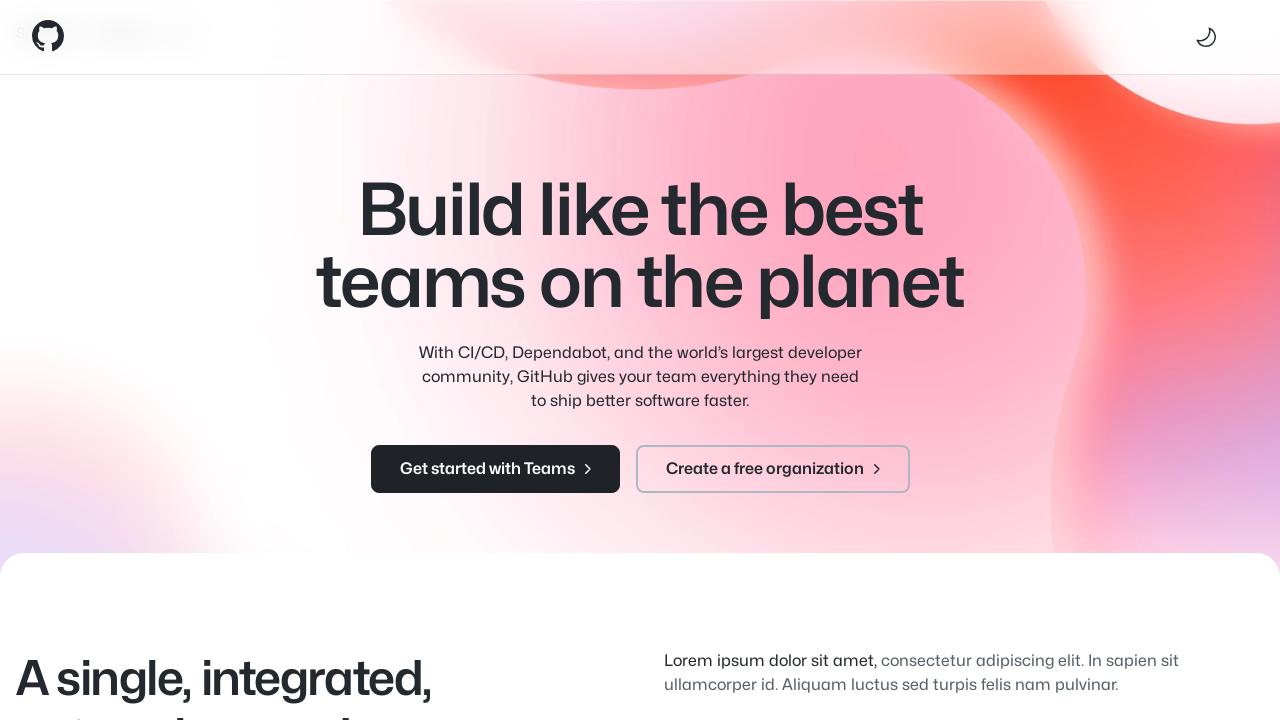 Build like the best
teams on the planet
With CI/CD, Dependabot, and the world’s largest developer
community, GitHub gives your team everything they need
to ship better software faster.
Get started with Teams
Create a free organization
A single, integrated,
Lorem ipsum dolor sit amet, consectetur adipiscing elit. In sapien sit
ullamcorper id. Aliquam luctus sed turpis felis nam pulvinar.